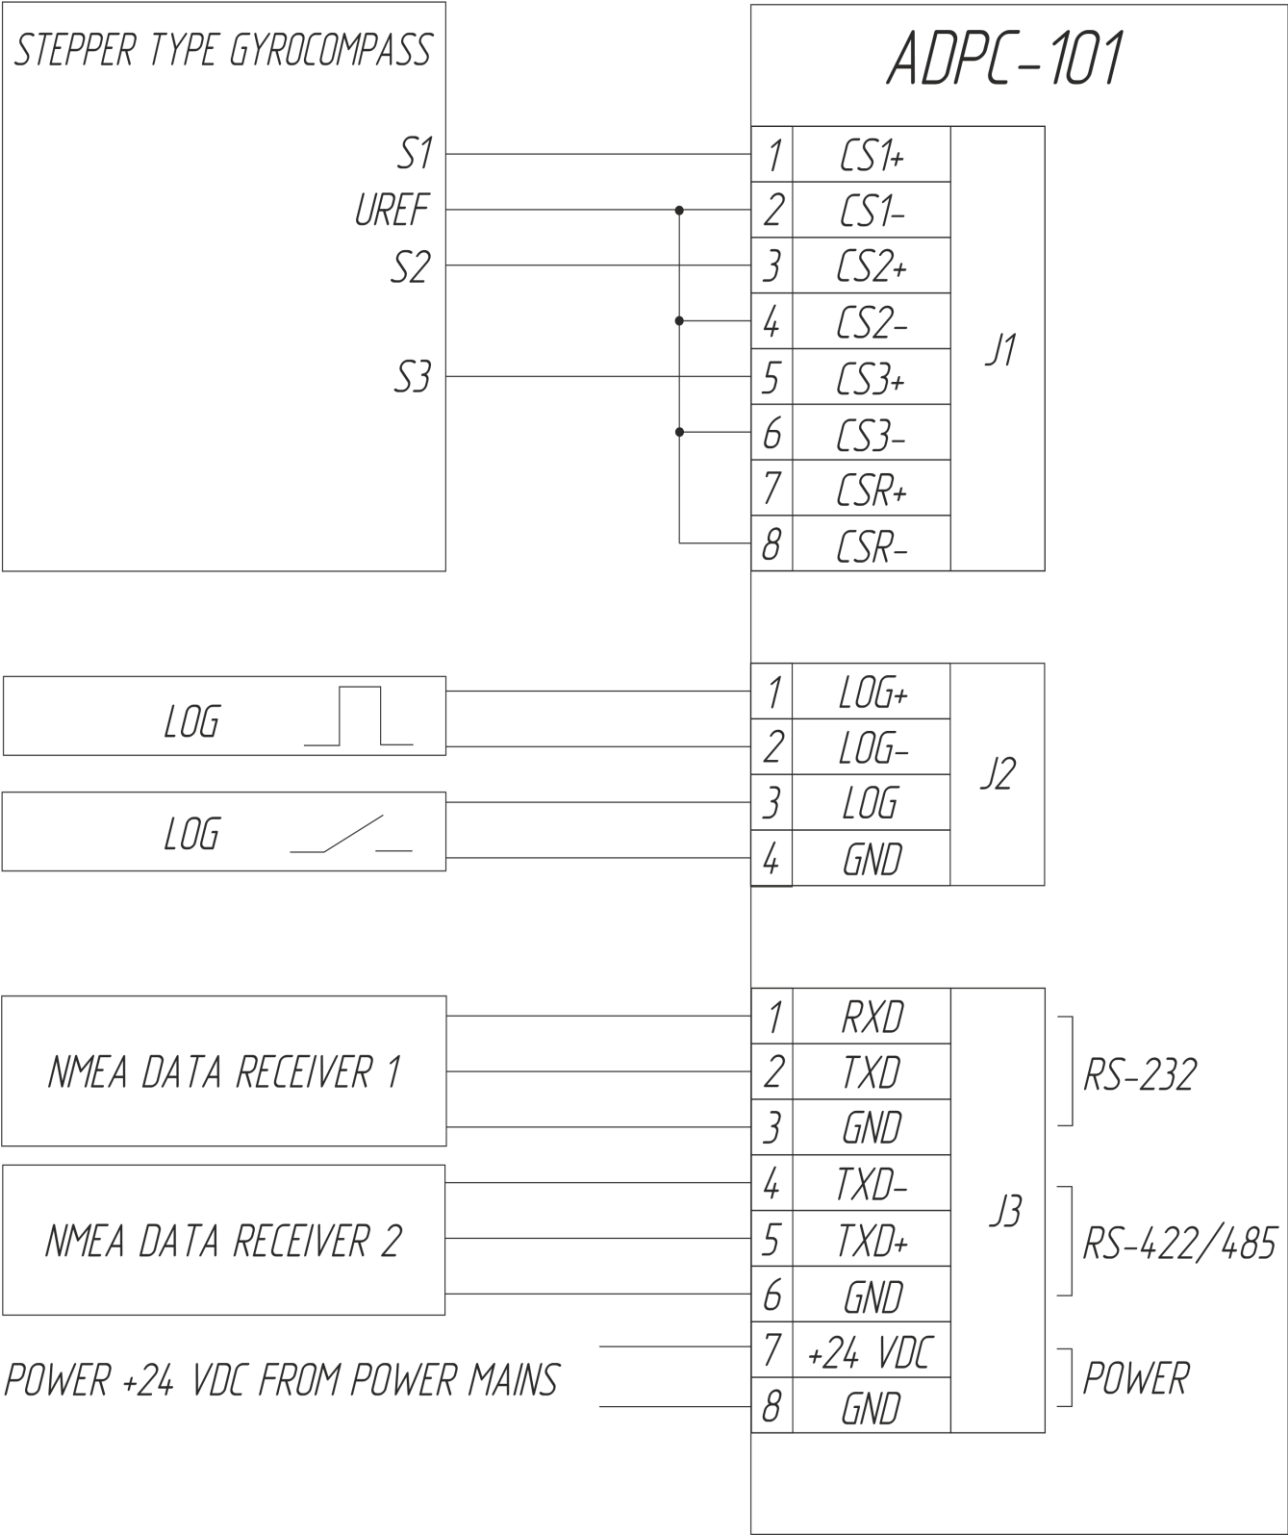 STEPPER TYPE GYROCOMPASS
ADPC-101
S1
UREF
S2
S3
1 CS1+
2 CS1-
3 CS2+
4 CS2-
5 CS3+
6 CS3-
7 CSR+
8 CSR-
J1
LOG
LOG
1 LOG+
2 LOG-
3 LOG
4 GND
J2
NMEA DATA RECEIVER 1
NMEA DATA RECEIVER 2
POWER +24 VDC FROM POWER MAINS
1 RXD
2 TXD
3 GND
4 TXD-
5 TXD+
6 GND
7 +24 VDC
8 GND
J3
RS-232
RS-422/485
POWER